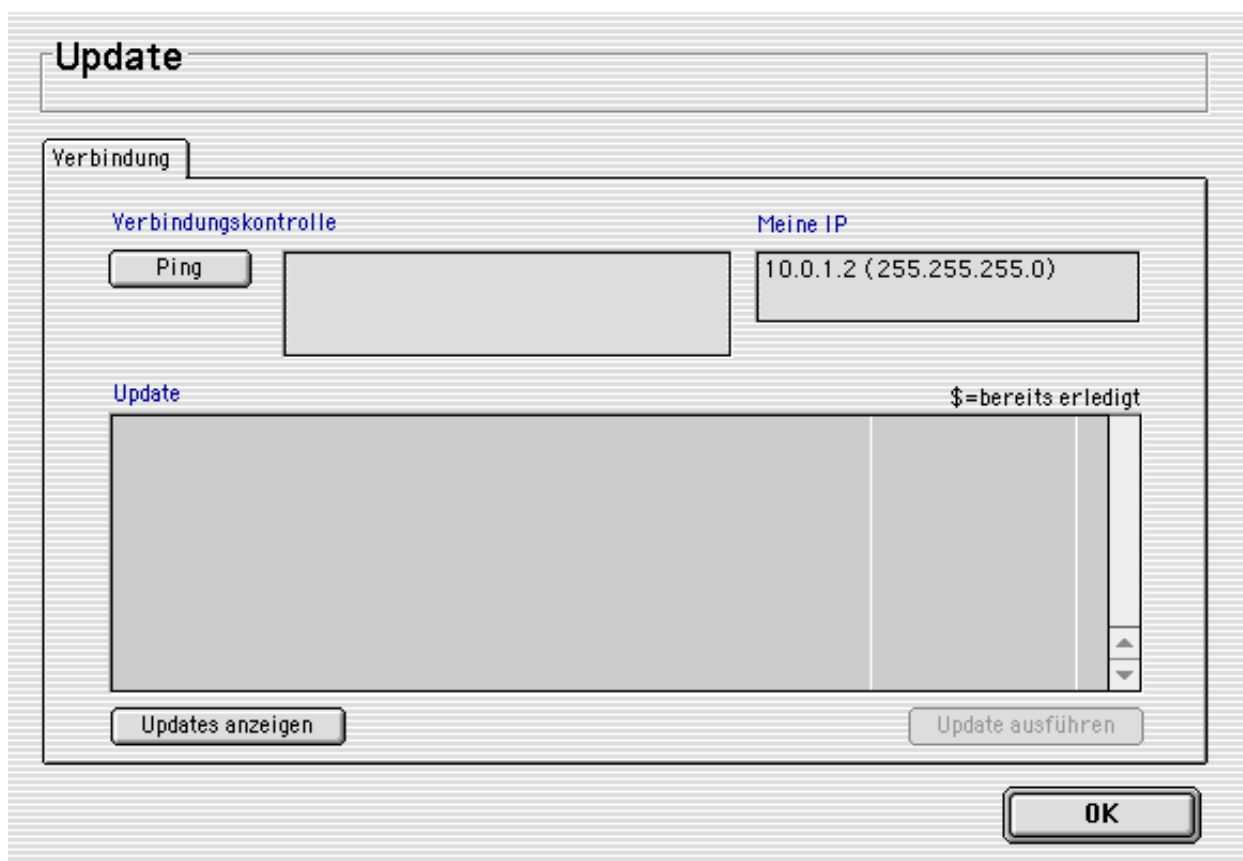 Update
Verbindung
Verbindungskontrolle
Meine IP
Ping
10.0.1.2 (255.255.255.0)
Update
$=bereits erledigt
Updates anzeigen
Update ausführen
OK